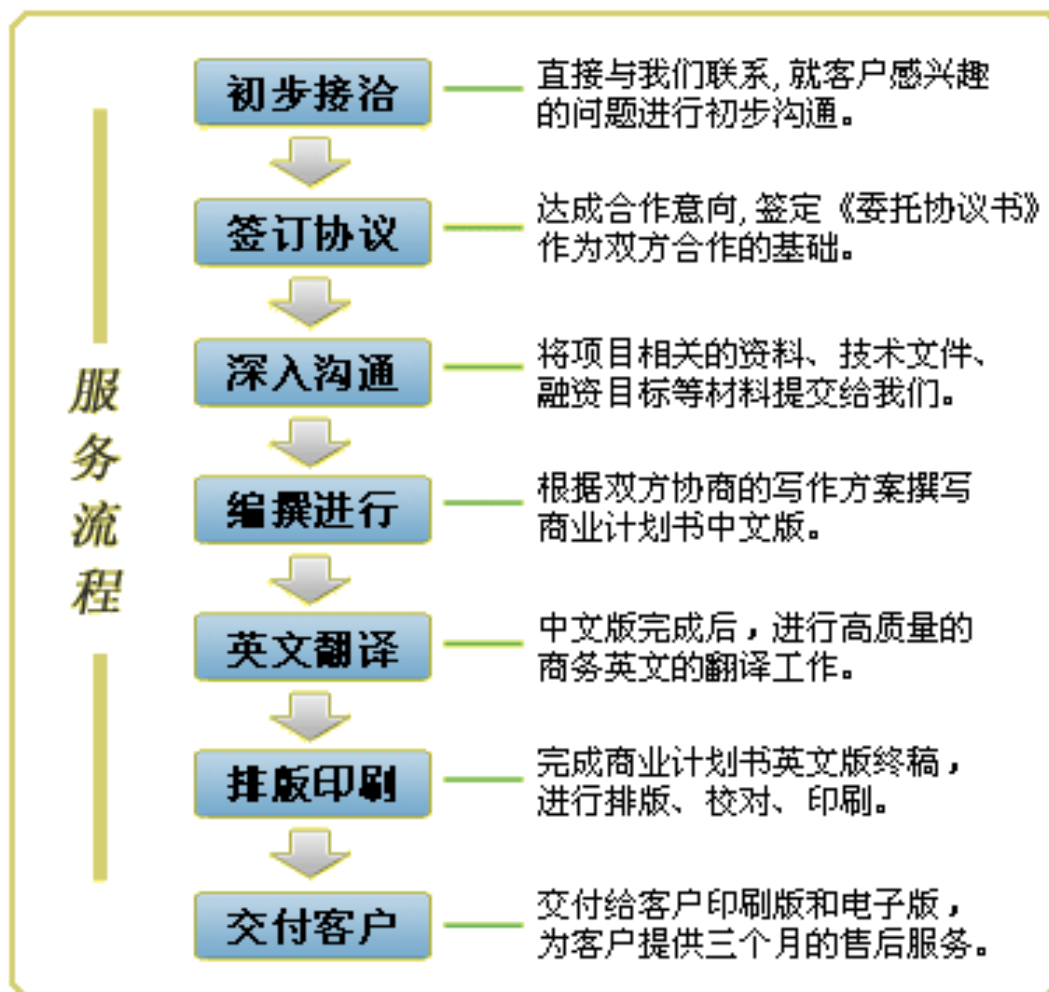 服务流程
初步接洽
直接与我们联系,就客户感兴趣
的问题进行初步沟通。
签订协议
达成合作意向,签定《委托协议书》
作为双方合作的基础。
深入沟通
将项目相关的资料、技术文件、
融资目标等材料提交给我们。
编撰进行
根据双方协商的写作方案撰写
商业计划书中文版。
英文翻译
中文版完成后，进行高质量的
商务英文的翻译工作。
排版印刷
完成商业计划书英文版终稿，
进行排版、校对、印刷。
交付客户
交付给客户印刷版和电子版，
为客户提供三个月的售后服务。